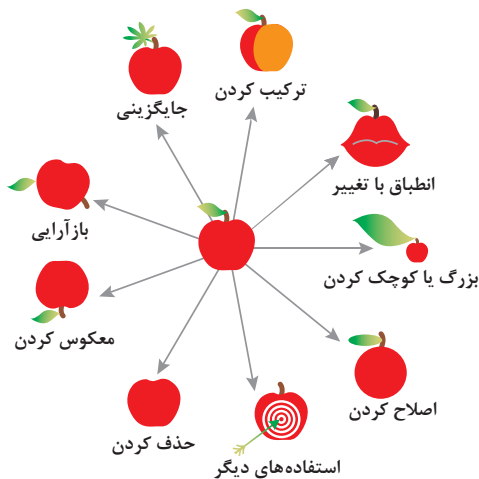 ترکیب کردن
جایگزینی
انطباق با تغییر
بازآرایی
بزرگ یا کوچک کردن
معکوس کردن
اصلاح کردن
حذف کردن
استفاده‌های دیگر